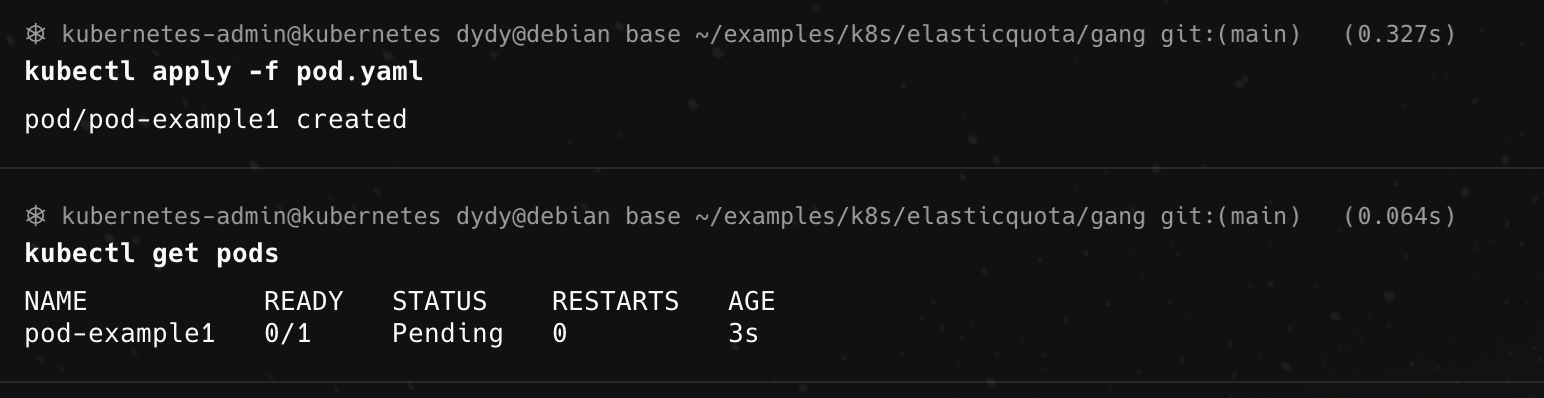 ⎈ kubernetes-admin@kubernetes dydy@debian base ~/examples/k8s/elasticquota/gang git:(main) (0.327s)
kubectl apply -f pod.yaml
pod/pod-example1 created
⎈ kubernetes-admin@kubernetes dydy@debian base ~/examples/k8s/elasticquota/gang git:(main) (0.064s)
kubectl get pods
NAME READY STATUS RESTARTS AGE
pod-example1 0/1 Pending 0 3s